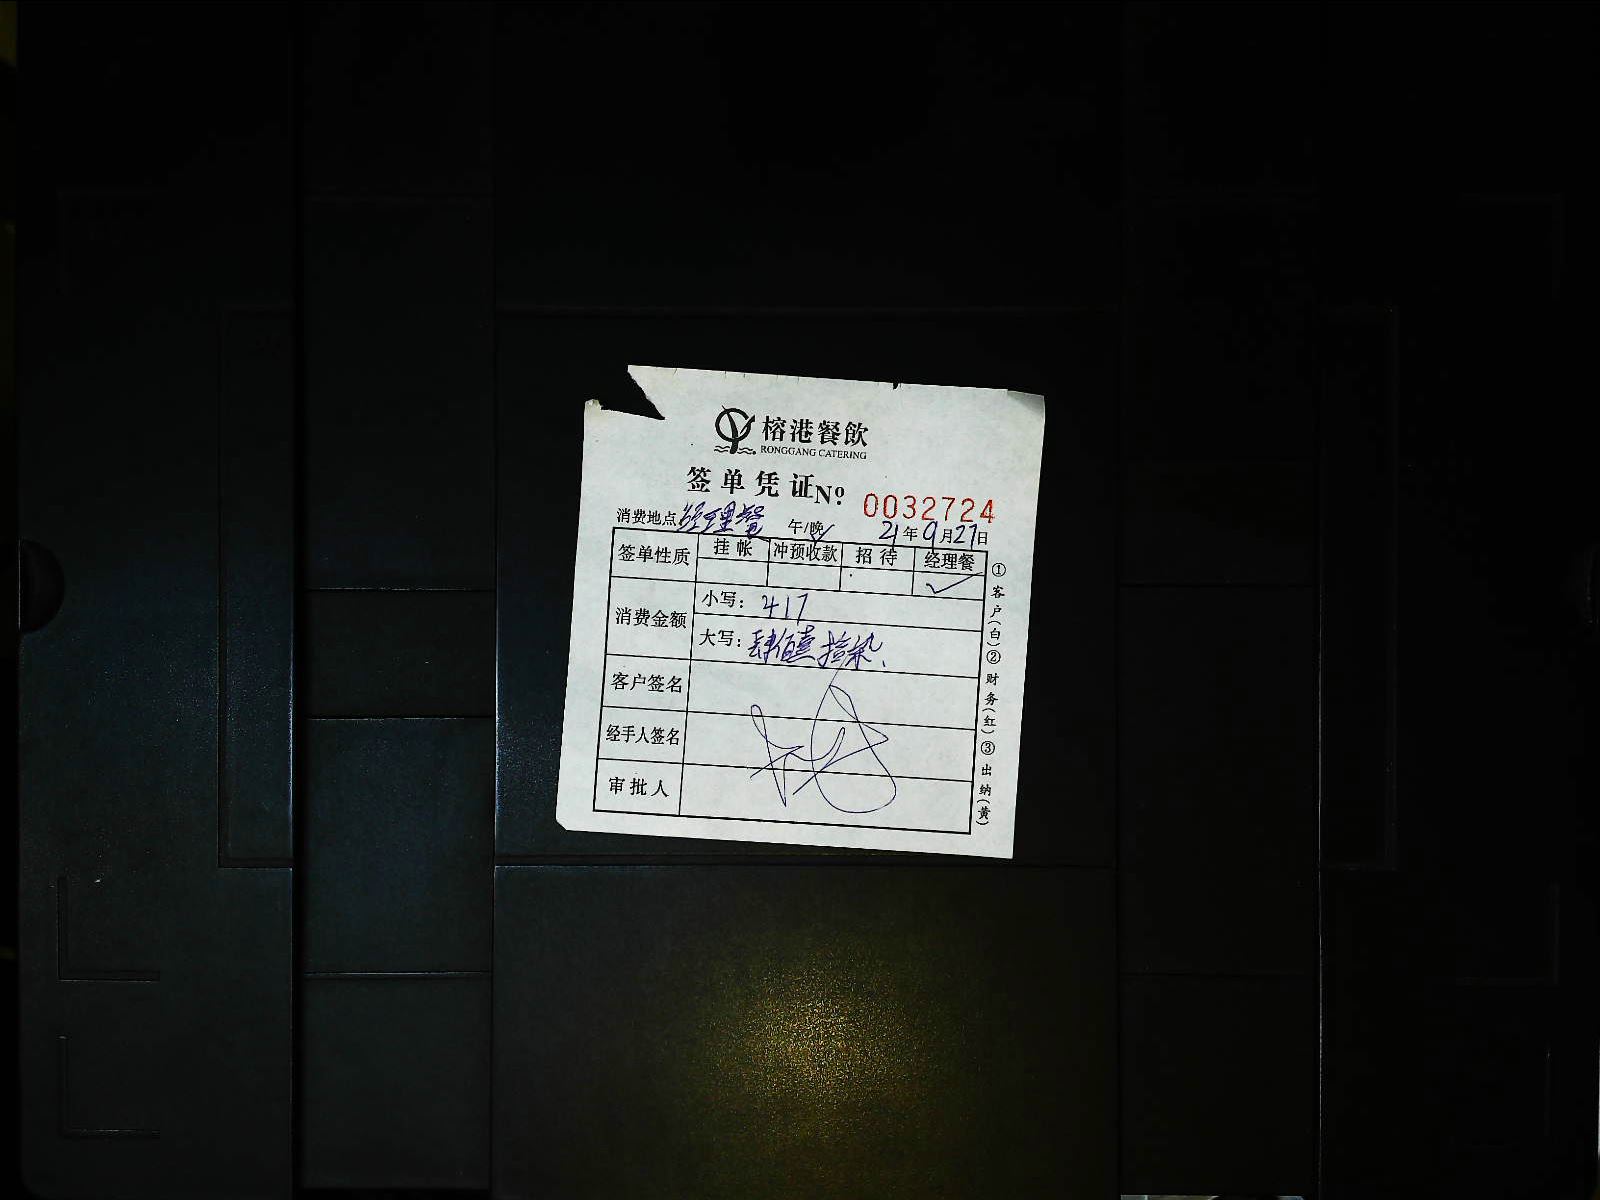 榕港餐飲
RONGGANG CATERING
签单凭证 Nº 0032724
消费地点 经理餐 午/晚✓ 21年9月27日
签单性质 挂帐 冲预收款 招待 经理餐
✓
消费金额 小写：417
大写：肆佰壹拾柒
客户签名
经手人签名
审批人
①客户(白)②财务(红)③出纳(黄)